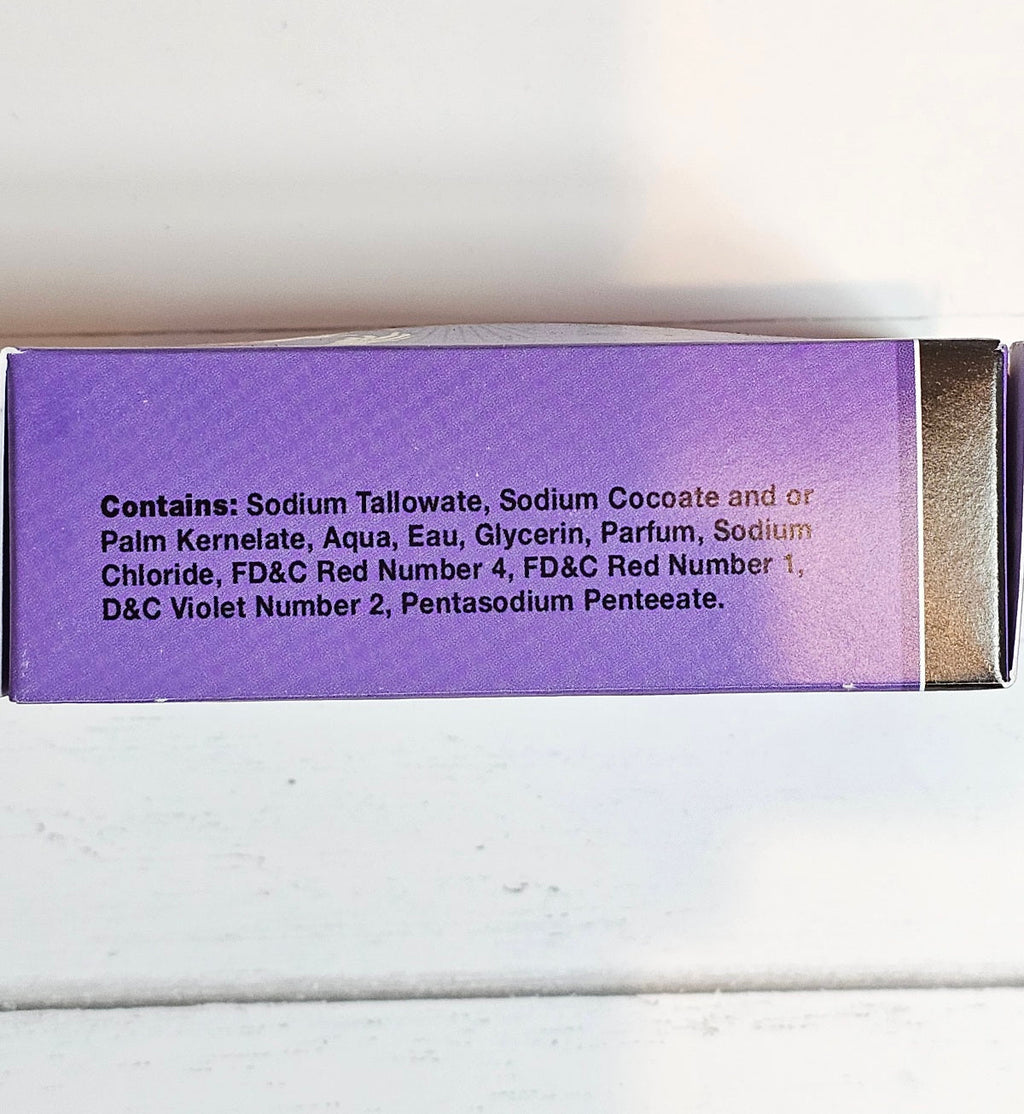 Contains: Sodium Tallowate, Sodium Cocoate and or
Palm Kernelate, Aqua, Eau, Glycerin, Parfum, Sodium
Chloride, FD&C Red Number 4, FD&C Red Number 1,
D&C Violet Number 2, Pentasodium Penteeate.